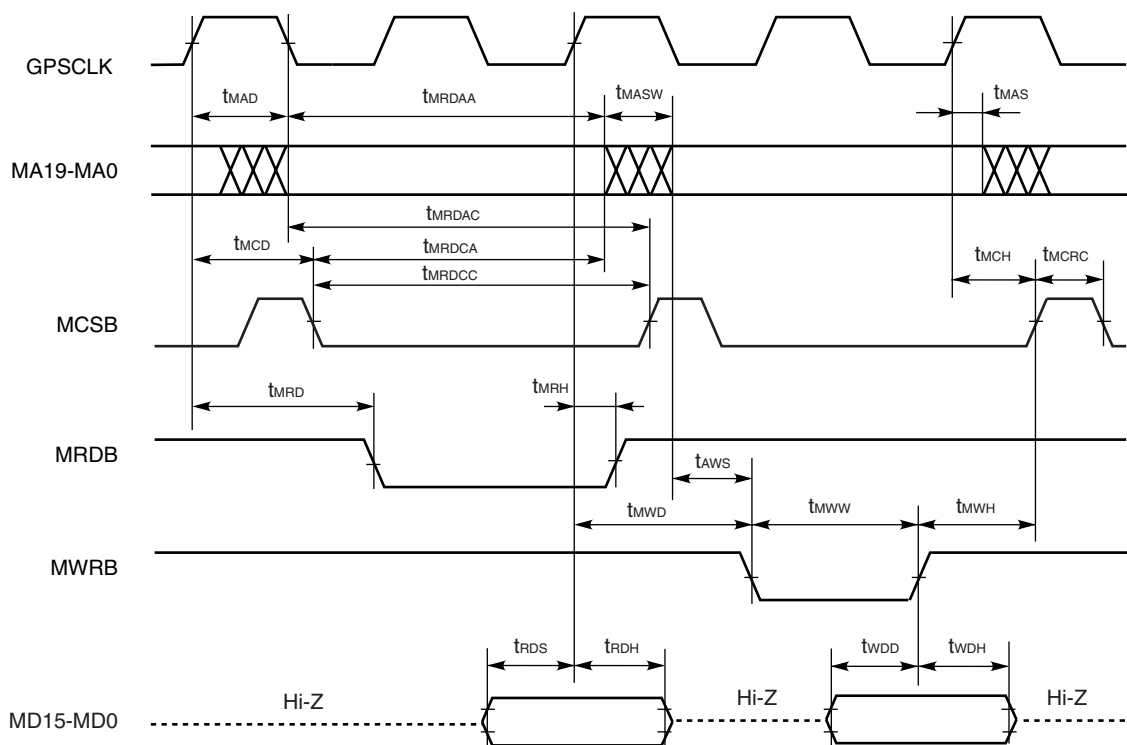 GPSCLK
tMAD
tMRDAA
tMASW
tMAS
MA19-MA0
tMRDAC
tMCD
tMRDCA
tMCH
tMCRC
tMRDCC
MCSB
tMRD
tMRH
MRDB
tAWS
tMWD
tMWW
tMWH
MWRB
tRDS
tRDH
tWDD
tWDH
Hi-Z
Hi-Z
Hi-Z
MD15-MD0